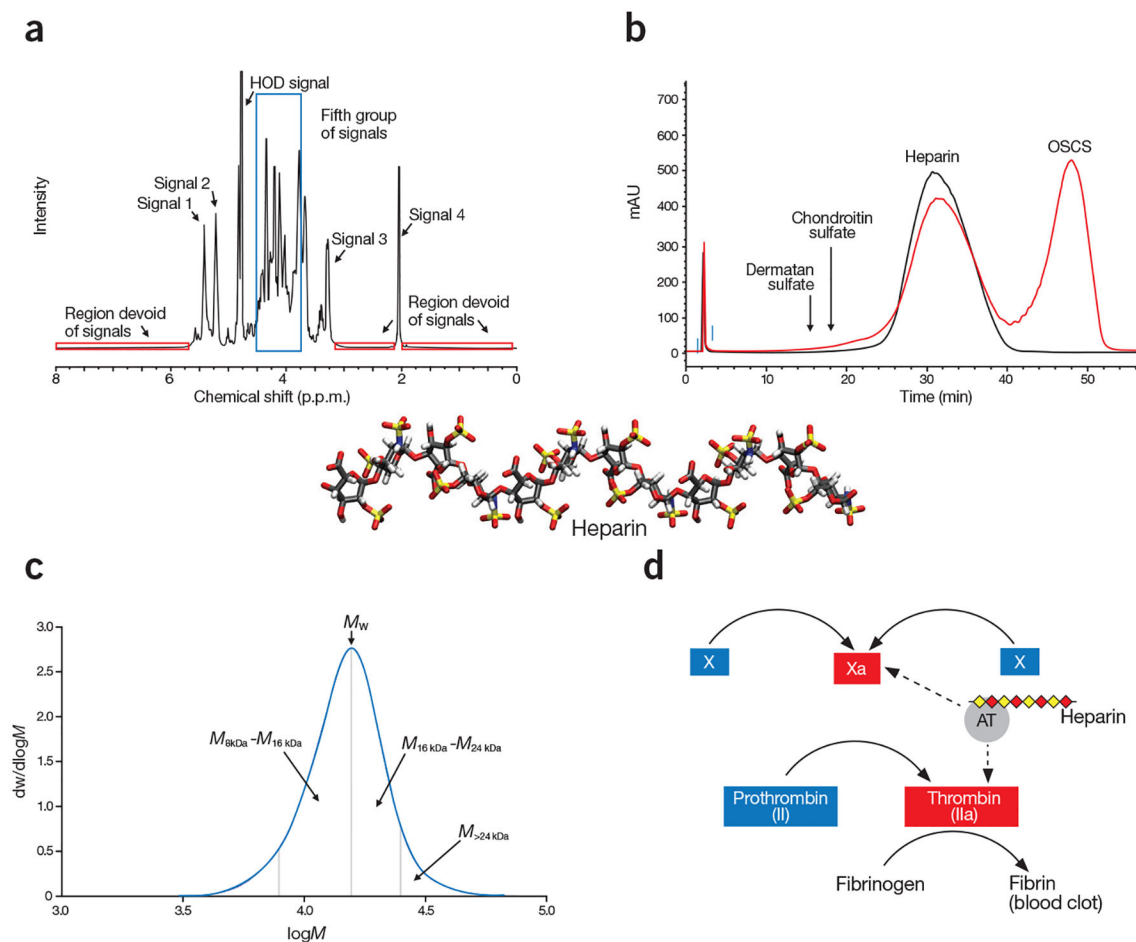 a
HOD signal
Fifth group
of signals
Signal 2
Signal 1
Signal 4
Signal 3
Region devoid
of signals
Region devoid
of signals
Intensity
8
6
4
2
0
Chemical shift (p.p.m.)
b
700
600
500
400
300
200
100
0
mAU
Heparin
OSCS
Chondroitin
sulfate
Dermatan
sulfate
0
10
20
30
40
50
Time (min)
Heparin
c
3.0
2.5
2.0
1.5
1.0
0.5
0
dw/dlogM
Mw
M8kDa-M16 kDa
M16 kDa-M24 kDa
M>24 kDa
3.0
3.5
4.0
4.5
5.0
logM
d
X
Xa
X
AT
Heparin
Prothrombin
(II)
Thrombin
(IIa)
Fibrinogen
Fibrin
(blood clot)